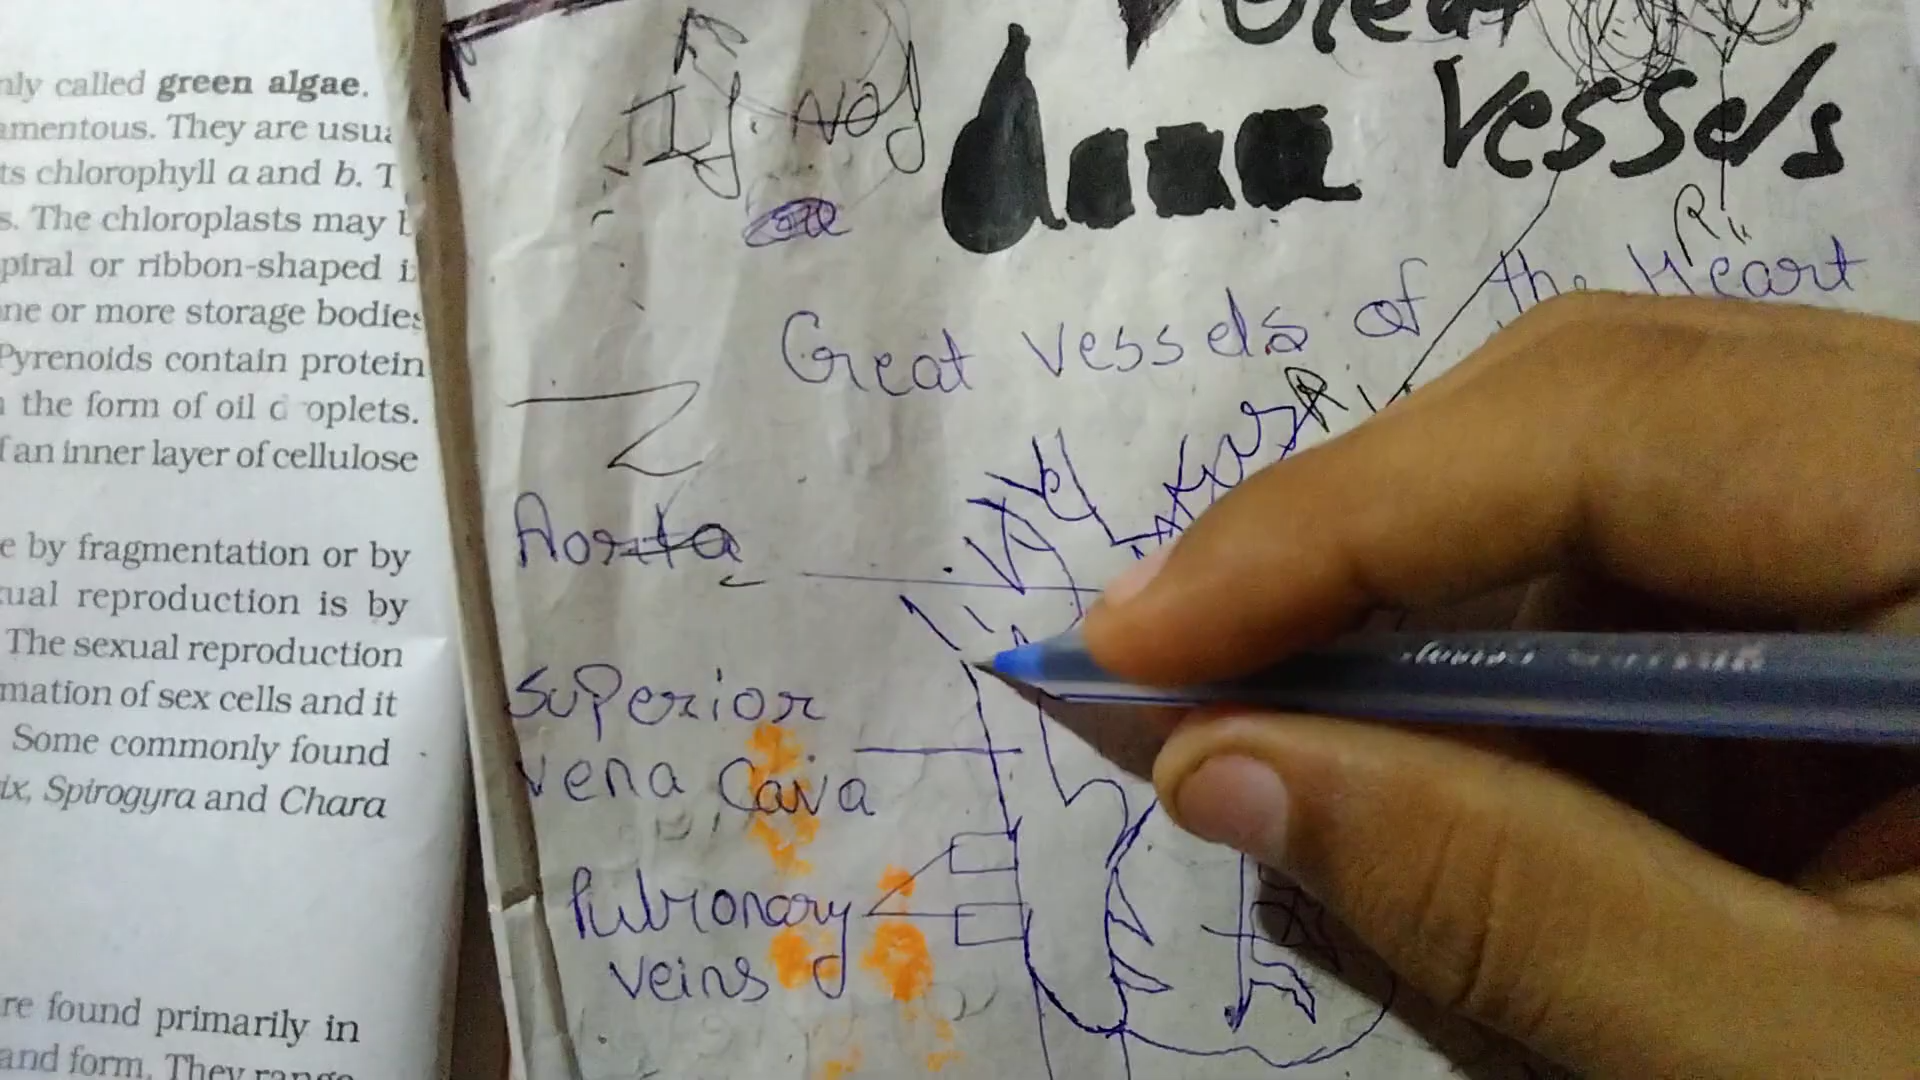 nly called green algae.
amentous. They are usua
ts chlorophyll a and b. T
s. The chloroplasts may b
piral or ribbon-shaped i
ne or more storage bodies
Pyrenoids contain protein
the form of oil d oplets.
f an inner layer of cellulose
e by fragmentation or by
ual reproduction is by
The sexual reproduction
mation of sex cells and it
Some commonly found
ix, Spirogyra and Chara
re found primarily in
and form. They range
Great
Vessels
Great vessels of the Heart
Aorta
Superior
vena cava
Pulmonary
veins